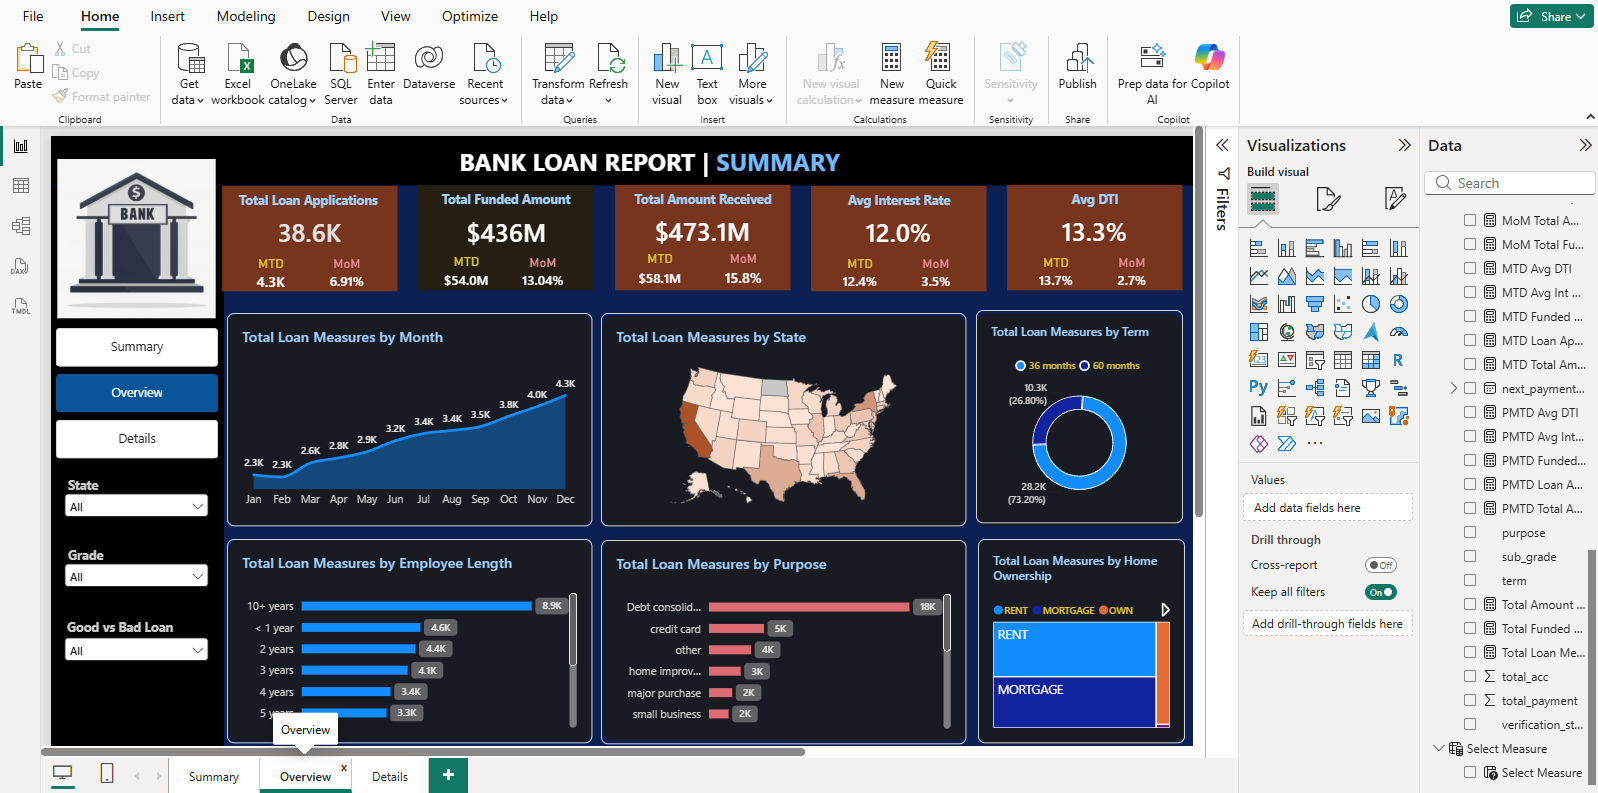 File Home Insert Modeling Design View Optimize Help
Share
Paste
Cut
Copy
Format painter
Clipboard
Get data
Excel workbook
OneLake catalog
SQL Server
Enter data
Dataverse
Recent sources
Data
Transform data
Refresh
Queries
New visual
Text box
More visuals
Insert
New visual calculation
New measure
Quick measure
Calculations
Sensitivity
Sensitivity
Publish
Share
Prep data for AI
Copilot
Copilot
DAX
TMDL
BANK
BANK LOAN REPORT | SUMMARY
Total Loan Applications
38.6K
MTD MoM
4.3K 6.91%
Total Funded Amount
$436M
MTD MoM
$54.0M 13.04%
Total Amount Received
$473.1M
MTD MoM
$58.1M 15.8%
Avg Interest Rate
12.0%
MTD MoM
12.4% 3.5%
Avg DTI
13.3%
MTD MoM
13.7% 2.7%
Summary
Overview
Details
State
All
Grade
All
Good vs Bad Loan
All
Total Loan Measures by Month
2.3K 2.3K 2.6K 2.8K 2.9K 3.2K 3.4K 3.4K 3.5K 3.8K 4.0K 4.3K
Jan Feb Mar Apr May Jun Jul Aug Sep Oct Nov Dec
Total Loan Measures by State
Total Loan Measures by Term
36 months 60 months
10.3K
(26.80%)
28.2K
(73.20%)
Total Loan Measures by Employee Length
10+ years 8.9K
< 1 year 4.6K
2 years 4.4K
3 years 4.1K
4 years 3.4K
5 years 3.3K
Total Loan Measures by Purpose
Debt consolid... 18K
credit card 5K
other 4K
home improv... 3K
major purchase 2K
small business 2K
Total Loan Measures by Home
Ownership
RENT MORTGAGE OWN
RENT
MORTGAGE
Overview
Summary
Overview x
Details
+
Filters
Visualizations
Build visual
123
R
Py
...
Values
Add data fields here
Drill through
Cross-report Off
Keep all filters On
Add drill-through fields here
Data
Search
MoM Total A...
MoM Total Fu...
MTD Avg DTI
MTD Avg Int ...
MTD Funded ...
MTD Loan Ap...
MTD Total Am...
next_payment...
PMTD Avg DTI
PMTD Avg Int...
PMTD Funded...
PMTD Loan A...
PMTD Total A...
purpose
sub_grade
term
Total Amount ...
Total Funded ...
Total Loan Me...
total_acc
total_payment
verification_st...
Select Measure
Select Measure